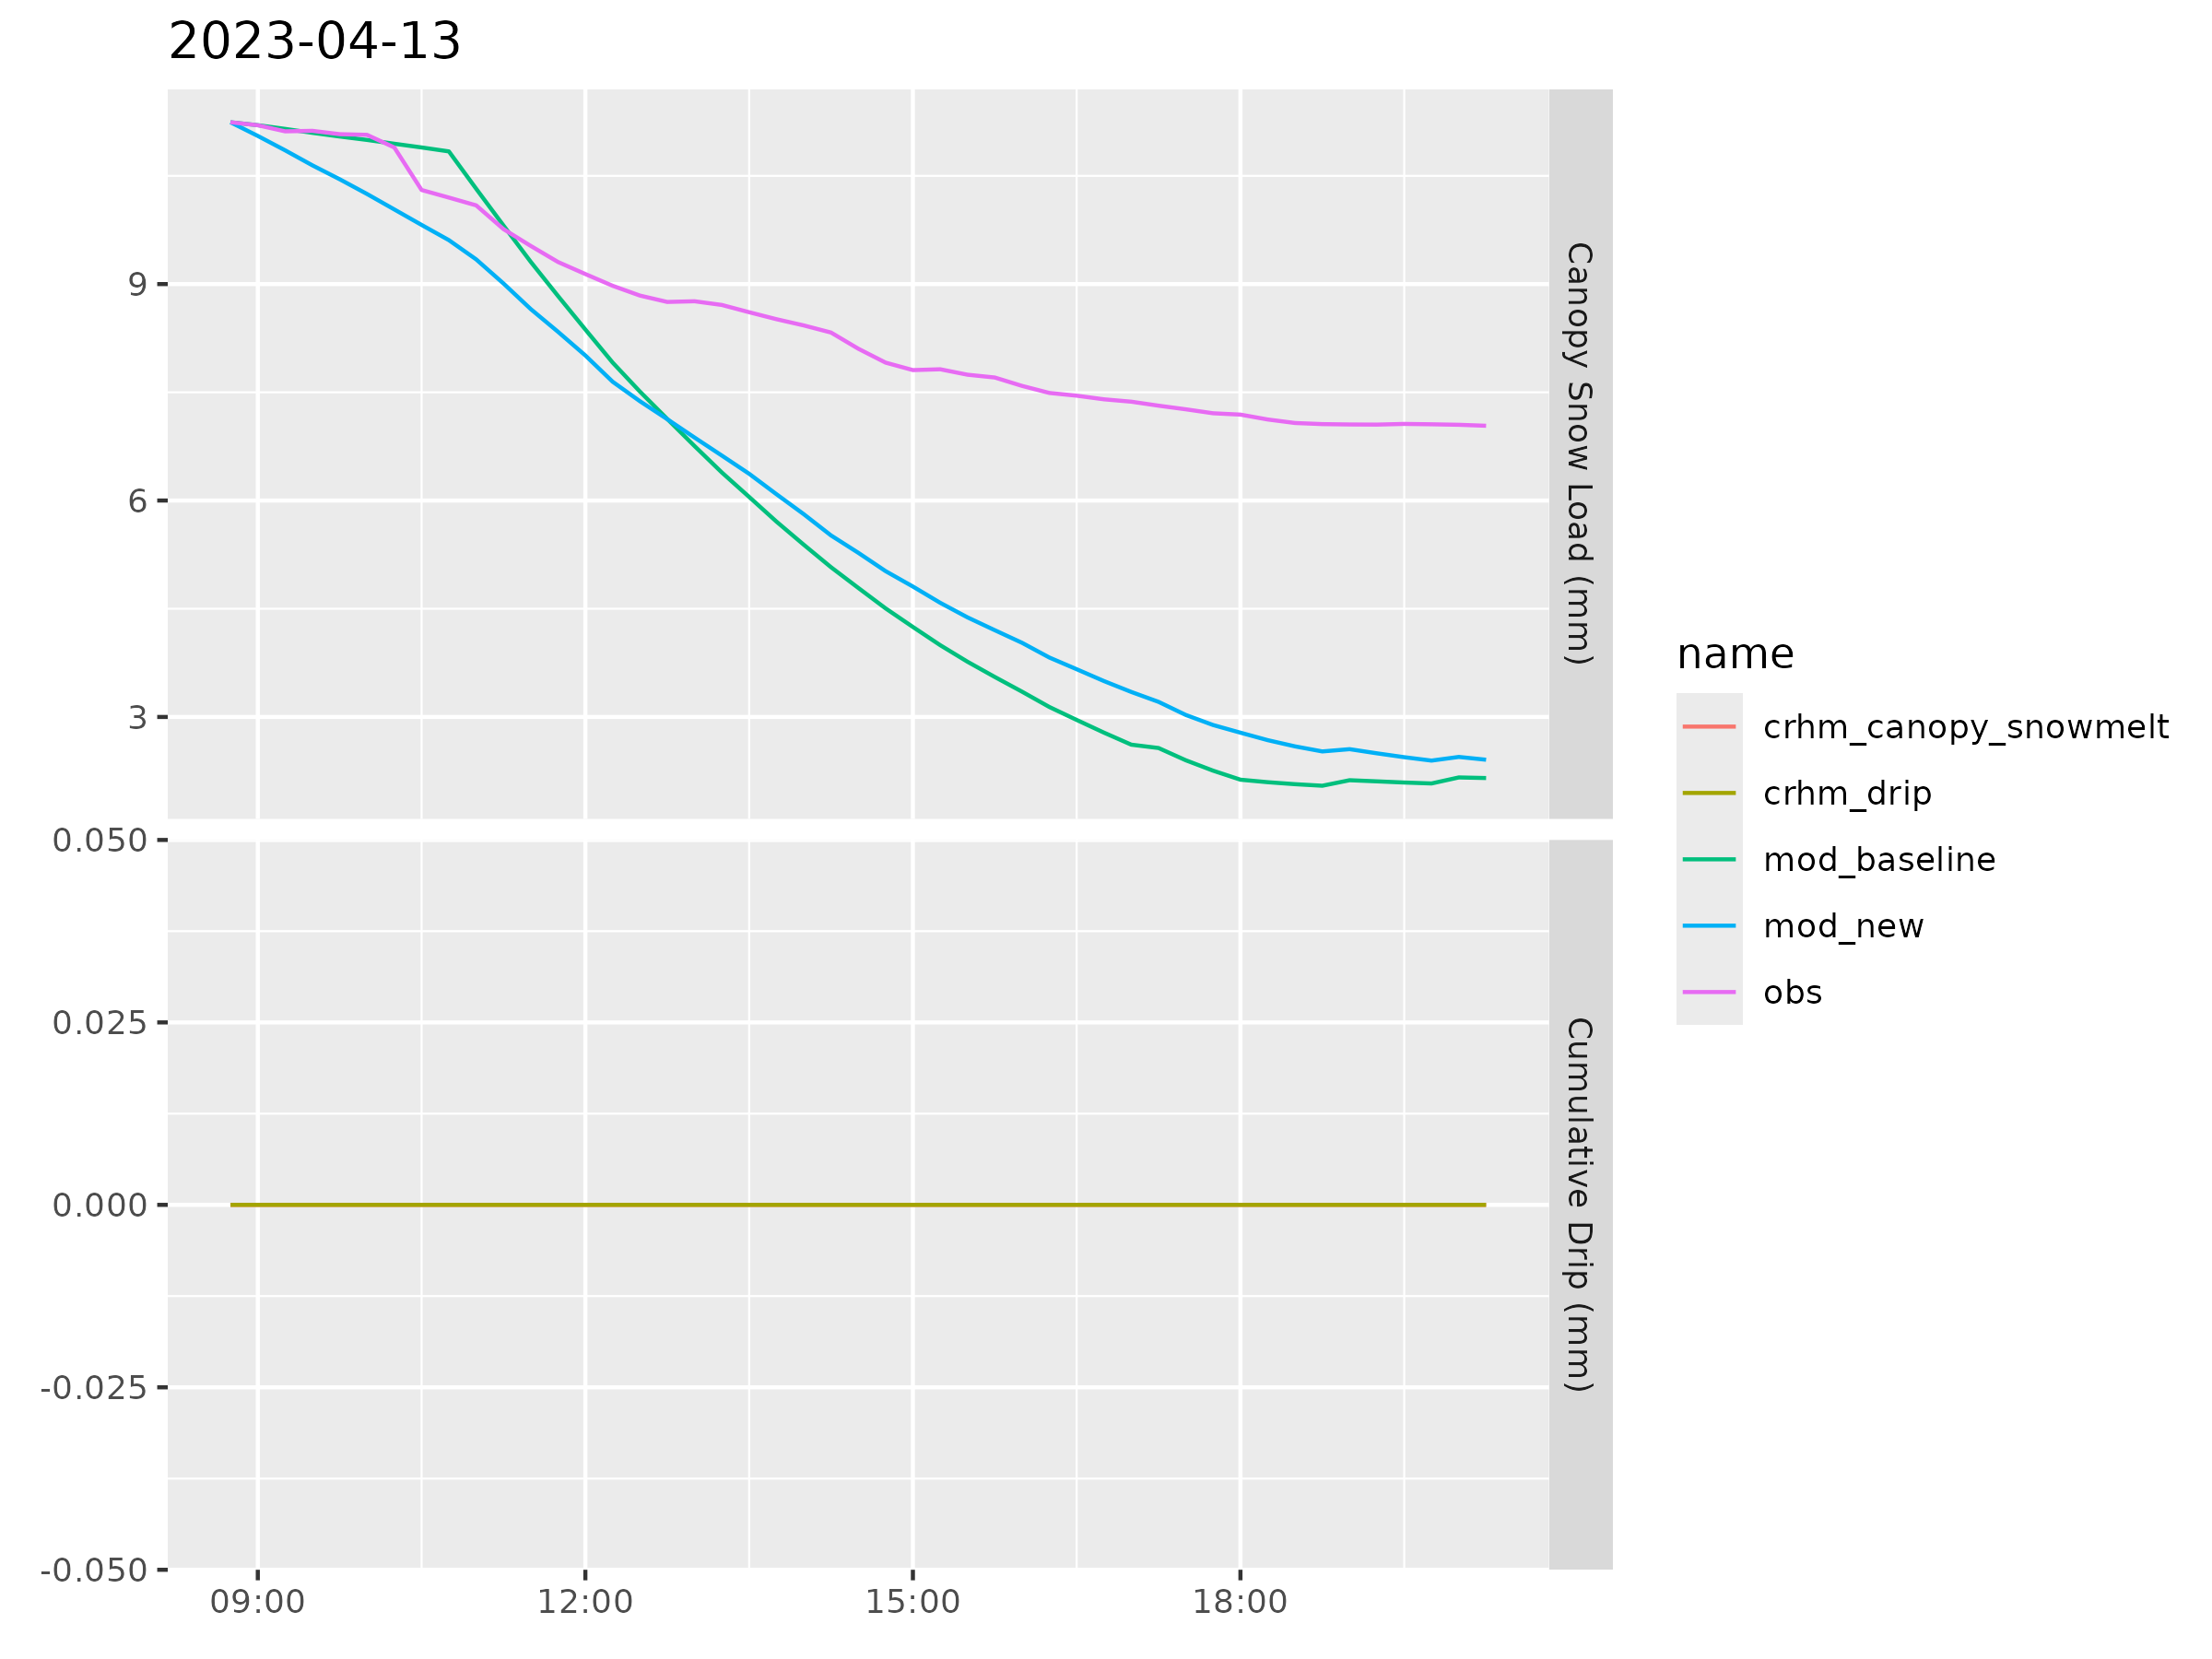 2023-04-13
9
6
3
Canopy Snow Load (mm)
0.050
0.025
0.000
-0.025
-0.050
Cumulative Drip (mm)
09:00 12:00 15:00 18:00
name
crhm_canopy_snowmelt
crhm_drip
mod_baseline
mod_new
obs